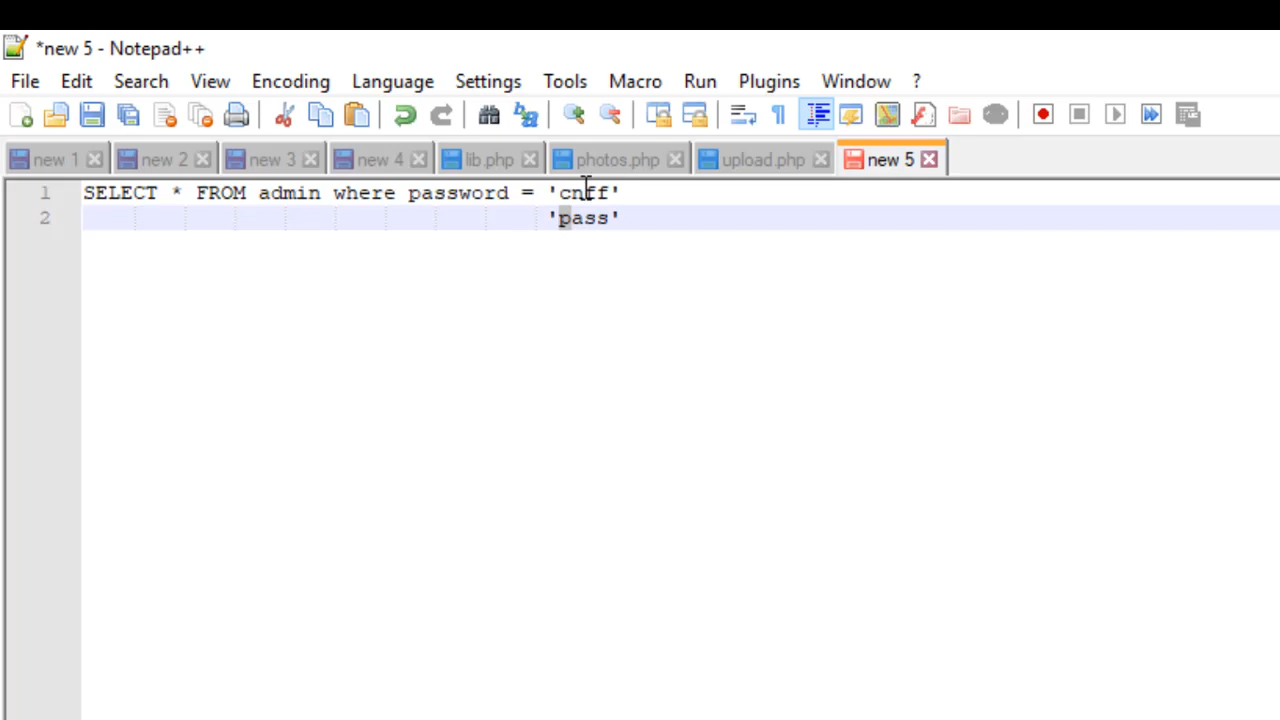 *new 5 - Notepad++
File Edit Search View Encoding Language Settings Tools Macro Run Plugins Window ?
new 1 new 2 new 3 new 4 lib.php photos.php upload.php new 5
1 SELECT * FROM admin where password = 'cnff'
2 'pass'